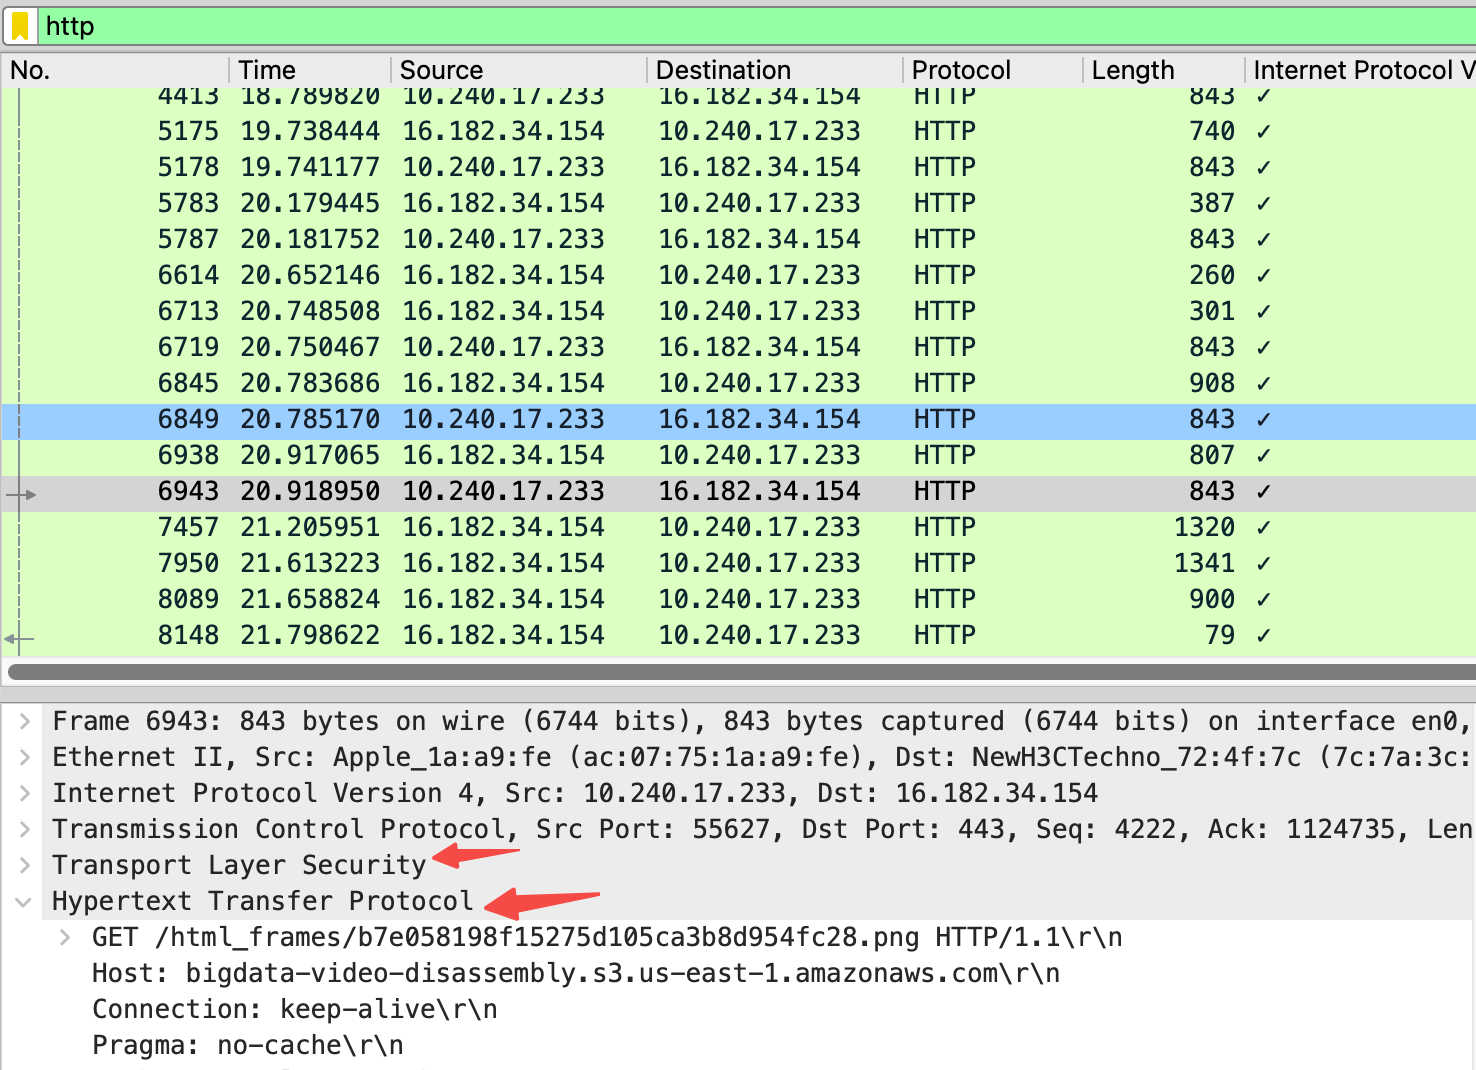 http
No. Time Source Destination Protocol Length Internet Protocol V
4413 18.789820 10.240.17.233 16.182.34.154 HTTP 843 ✓
5175 19.738444 16.182.34.154 10.240.17.233 HTTP 740 ✓
5178 19.741177 10.240.17.233 16.182.34.154 HTTP 843 ✓
5783 20.179445 16.182.34.154 10.240.17.233 HTTP 387 ✓
5787 20.181752 10.240.17.233 16.182.34.154 HTTP 843 ✓
6614 20.652146 16.182.34.154 10.240.17.233 HTTP 260 ✓
6713 20.748508 16.182.34.154 10.240.17.233 HTTP 301 ✓
6719 20.750467 10.240.17.233 16.182.34.154 HTTP 843 ✓
6845 20.783686 16.182.34.154 10.240.17.233 HTTP 908 ✓
6849 20.785170 10.240.17.233 16.182.34.154 HTTP 843 ✓
6938 20.917065 16.182.34.154 10.240.17.233 HTTP 807 ✓
6943 20.918950 10.240.17.233 16.182.34.154 HTTP 843 ✓
7457 21.205951 16.182.34.154 10.240.17.233 HTTP 1320 ✓
7950 21.613223 16.182.34.154 10.240.17.233 HTTP 1341 ✓
8089 21.658824 16.182.34.154 10.240.17.233 HTTP 900 ✓
8148 21.798622 16.182.34.154 10.240.17.233 HTTP 79 ✓
Frame 6943: 843 bytes on wire (6744 bits), 843 bytes captured (6744 bits) on interface en0,
Ethernet II, Src: Apple_1a:a9:fe (ac:07:75:1a:a9:fe), Dst: NewH3CTechno_72:4f:7c (7c:7a:3c:
Internet Protocol Version 4, Src: 10.240.17.233, Dst: 16.182.34.154
Transmission Control Protocol, Src Port: 55627, Dst Port: 443, Seq: 4222, Ack: 1124735, Len
Transport Layer Security
Hypertext Transfer Protocol
GET /html_frames/b7e058198f15275d105ca3b8d954fc28.png HTTP/1.1\r\n
Host: bigdata-video-disassembly.s3.us-east-1.amazonaws.com\r\n
Connection: keep-alive\r\n
Pragma: no-cache\r\n